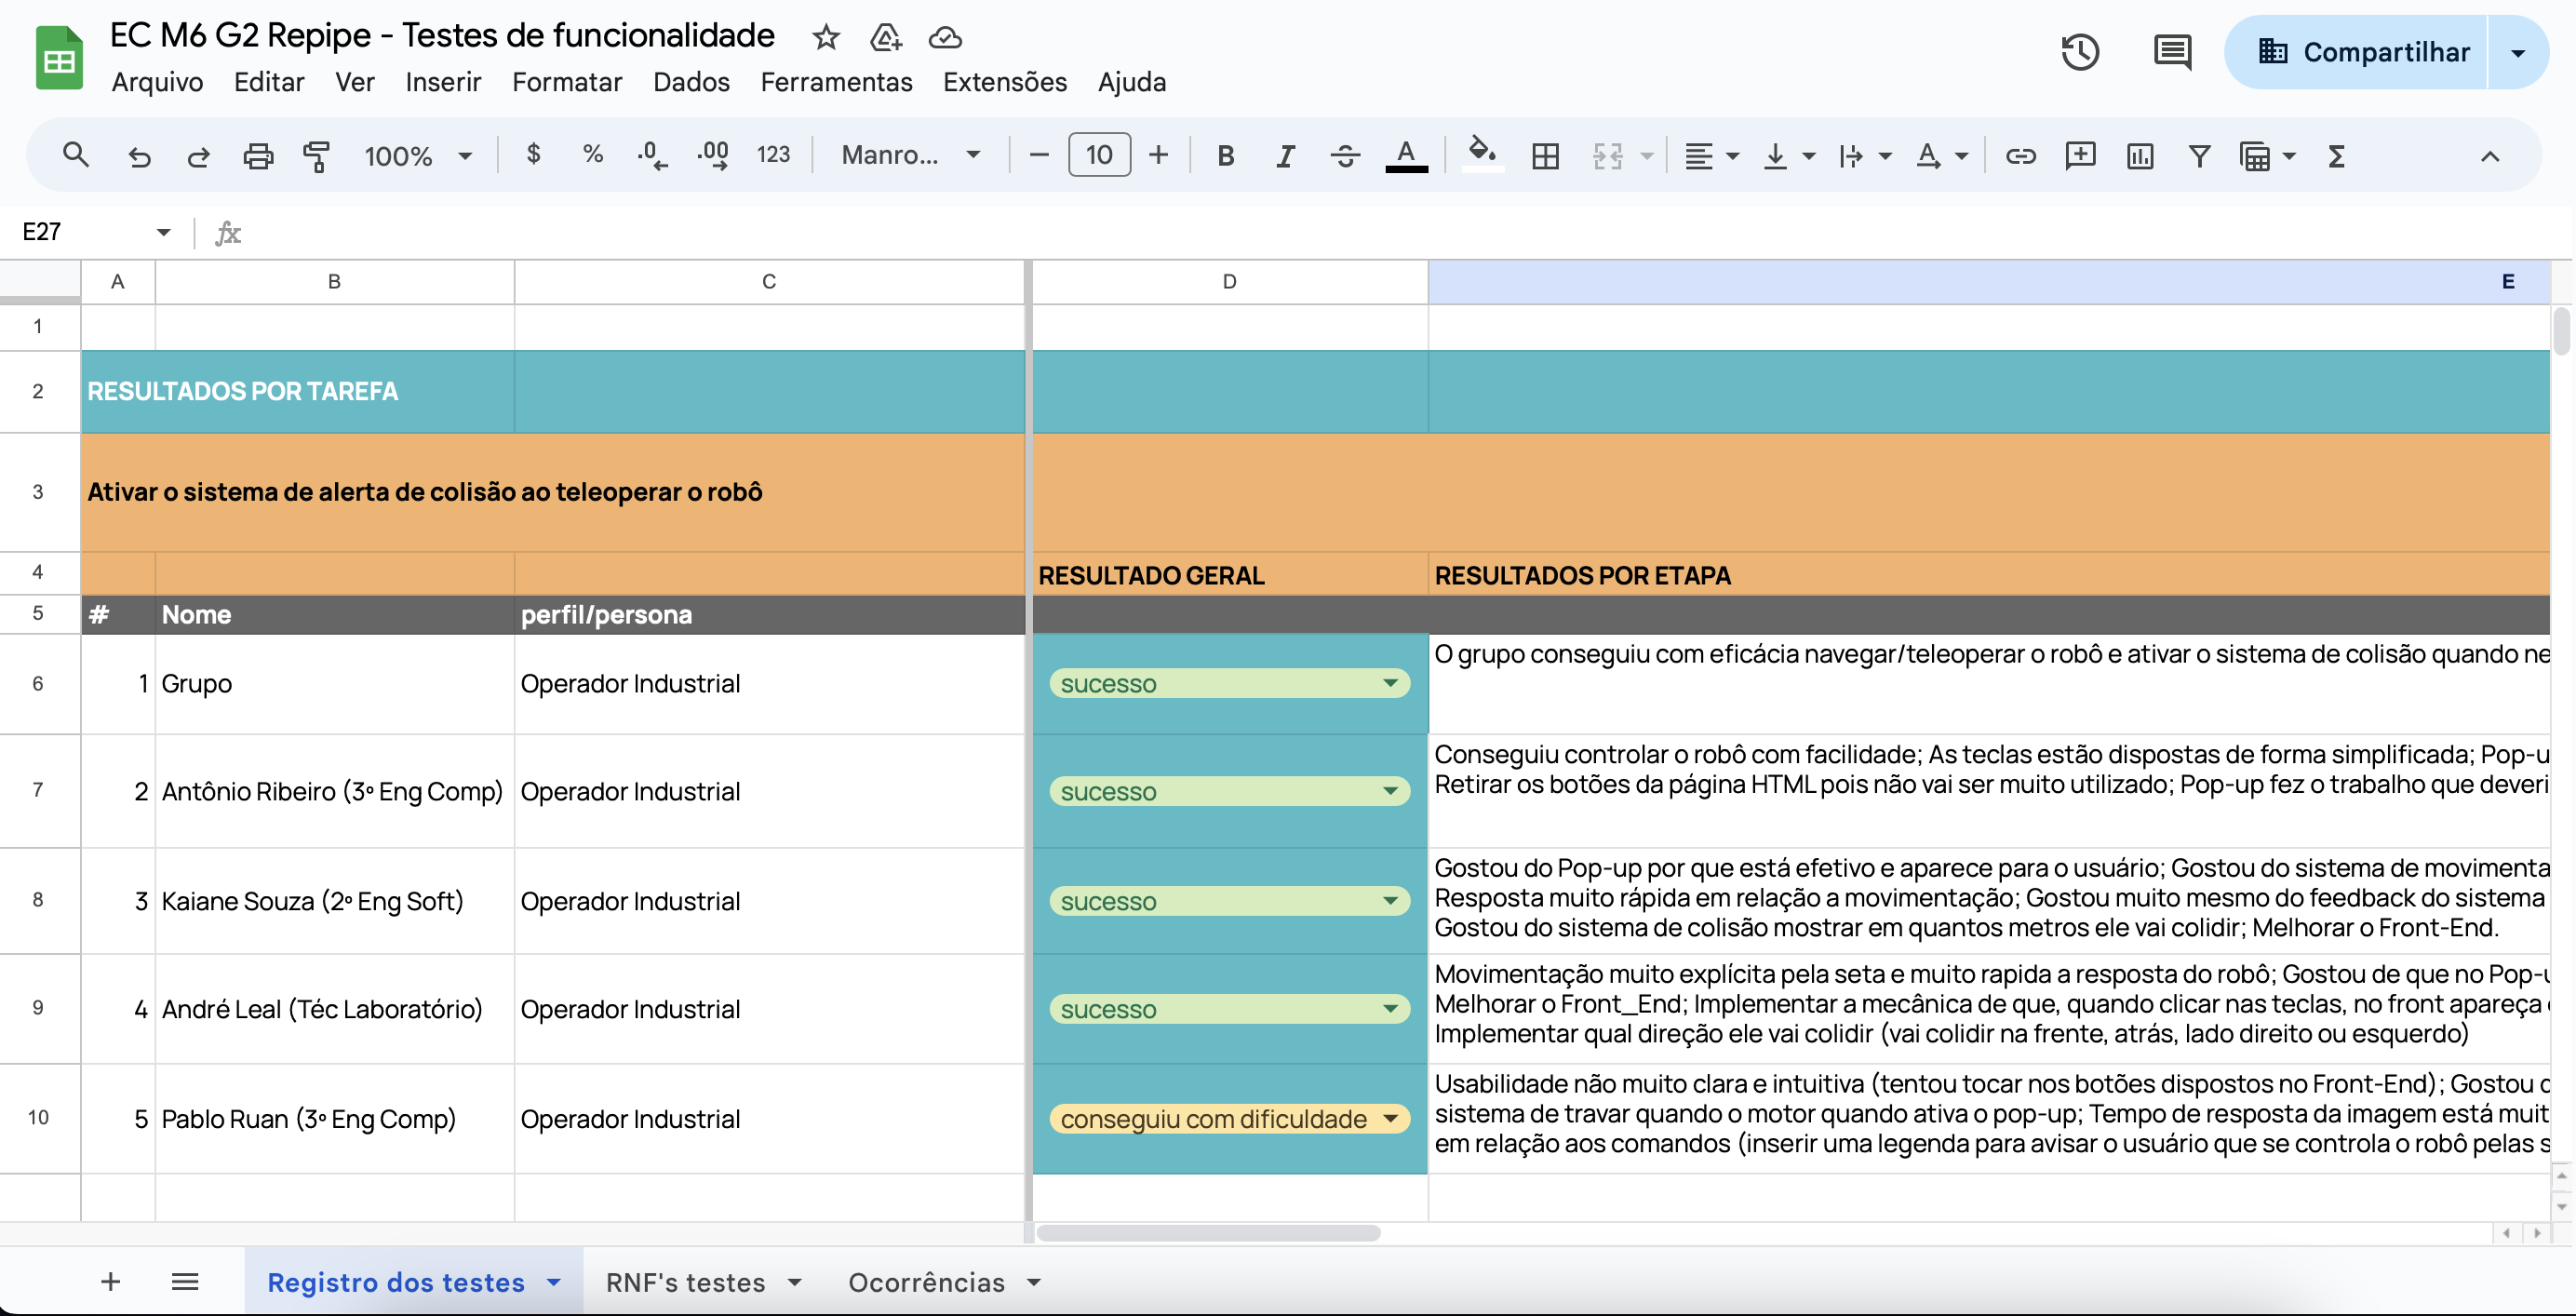 EC M6 G2 Repipe - Testes de funcionalidade
Arquivo Editar Ver Inserir Formatar Dados Ferramentas Extensões Ajuda
Compartilhar
100% $ % .0 .00 123 Manro... 10 B I A
E27 fx
A B C D E
1
2 RESULTADOS POR TAREFA
3 Ativar o sistema de alerta de colisão ao teleoperar o robô
4 RESULTADO GERAL RESULTADOS POR ETAPA
5 # Nome perfil/persona
6 1 Grupo Operador Industrial sucesso
O grupo conseguiu com eficácia navegar/teleoperar o robô e ativar o sistema de colisão quando ne
7 2 Antônio Ribeiro (3º Eng Comp) Operador Industrial sucesso
Conseguiu controlar o robô com facilidade; As teclas estão dispostas de forma simplificada; Pop-u
Retirar os botões da página HTML pois não vai ser muito utilizado; Pop-up fez o trabalho que deveri
8 3 Kaiane Souza (2º Eng Soft) Operador Industrial sucesso
Gostou do Pop-up por que está efetivo e aparece para o usuário; Gostou do sistema de movimenta
Resposta muito rápida em relação a movimentação; Gostou muito mesmo do feedback do sistema
Gostou do sistema de colisão mostrar em quantos metros ele vai colidir; Melhorar o Front-End.
9 4 André Leal (Téc Laboratório) Operador Industrial sucesso
Movimentação muito explícita pela seta e muito rapida a resposta do robô; Gostou de que no Pop-u
Melhorar o Front_End; Implementar a mecânica de que, quando clicar nas teclas, no front apareça
Implementar qual direção ele vai colidir (vai colidir na frente, atrás, lado direito ou esquerdo)
10 5 Pablo Ruan (3º Eng Comp) Operador Industrial conseguiu com dificuldade
Usabilidade não muito clara e intuitiva (tentou tocar nos botões dispostos no Front-End); Gostou
sistema de travar quando o motor quando ativa o pop-up; Tempo de resposta da imagem está muit
em relação aos comandos (inserir uma legenda para avisar o usuário que se controla o robô pelas s
Registro dos testes RNF's testes Ocorrências